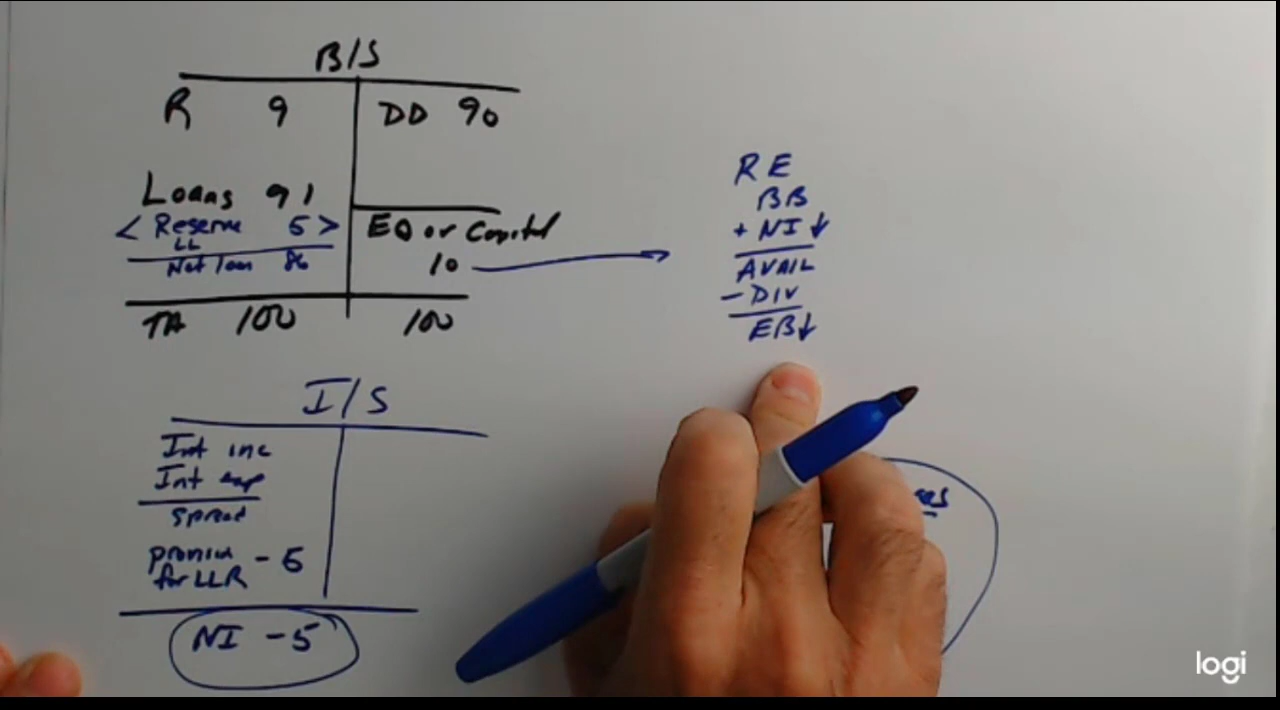 B/S
R 9 DD 90
Loans 91
< Reserve 5 > EQ or Capital
LL
Net loan 86 10
TA 100 100
RE
BB
+ NI ↓
AVAIL
- DIV
EB ↓
I/S
Int inc
Int exp
spread
- 5
for LLR
NI - 5
logi